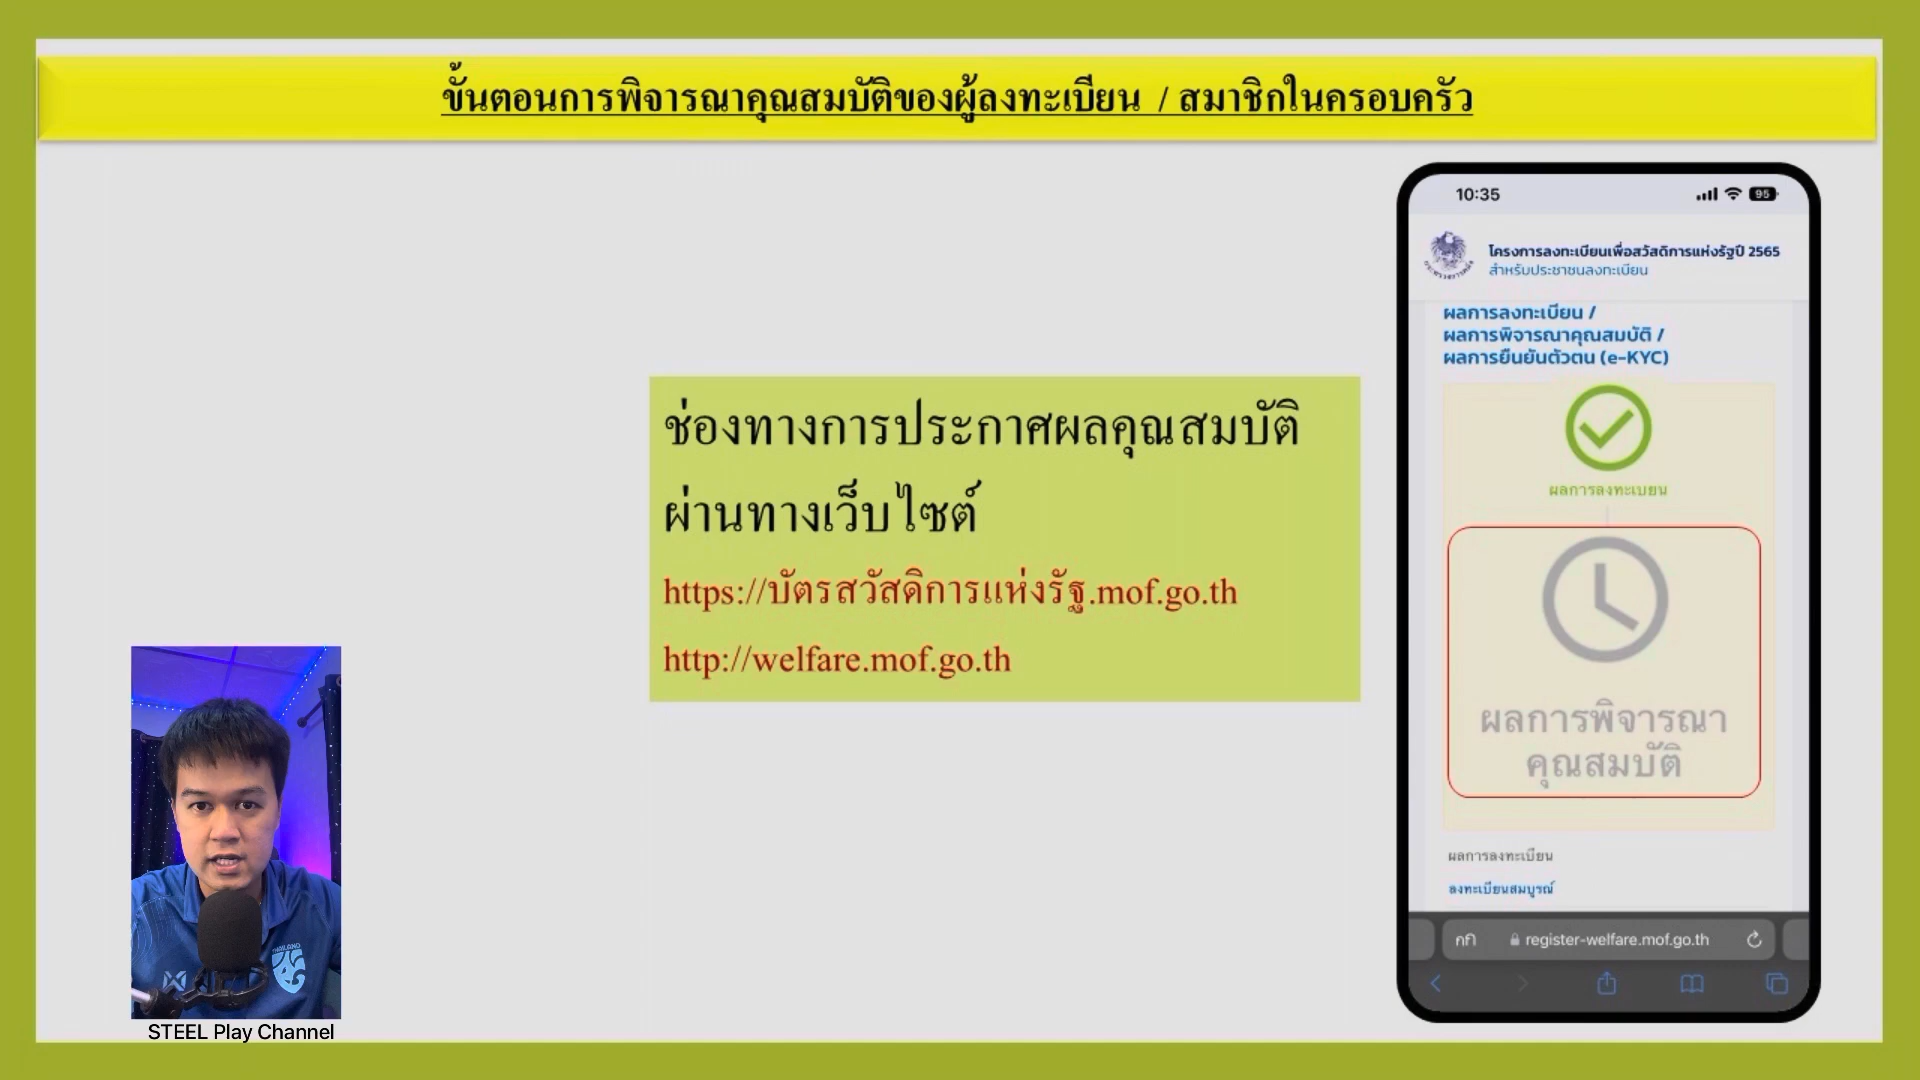 ขั้นตอนการพิจารณาคุณสมบัติของผู้ลงทะเบียน / สมาชิกในครอบครัว
ช่องทางการประกาศผลคุณสมบัติ
ผ่านทางเว็บไซต์
https://บัตรสวัสดิการแห่งรัฐ.mof.go.th
http://welfare.mof.go.th
10:35
95
โครงการลงทะเบียนเพื่อสวัสดิการแห่งรัฐปี 2565
สำหรับประชาชนลงทะเบียน
ผลการลงทะเบียน /
ผลการพิจารณาคุณสมบัติ /
ผลการยืนยันตัวตน (e-KYC)
ผลการลงทะเบียน
ผลการพิจารณา
คุณสมบัติ
ผลการลงทะเบียน
ลงทะเบียนสมบูรณ์
กก register-welfare.mof.go.th
THAILAND
STEEL Play Channel